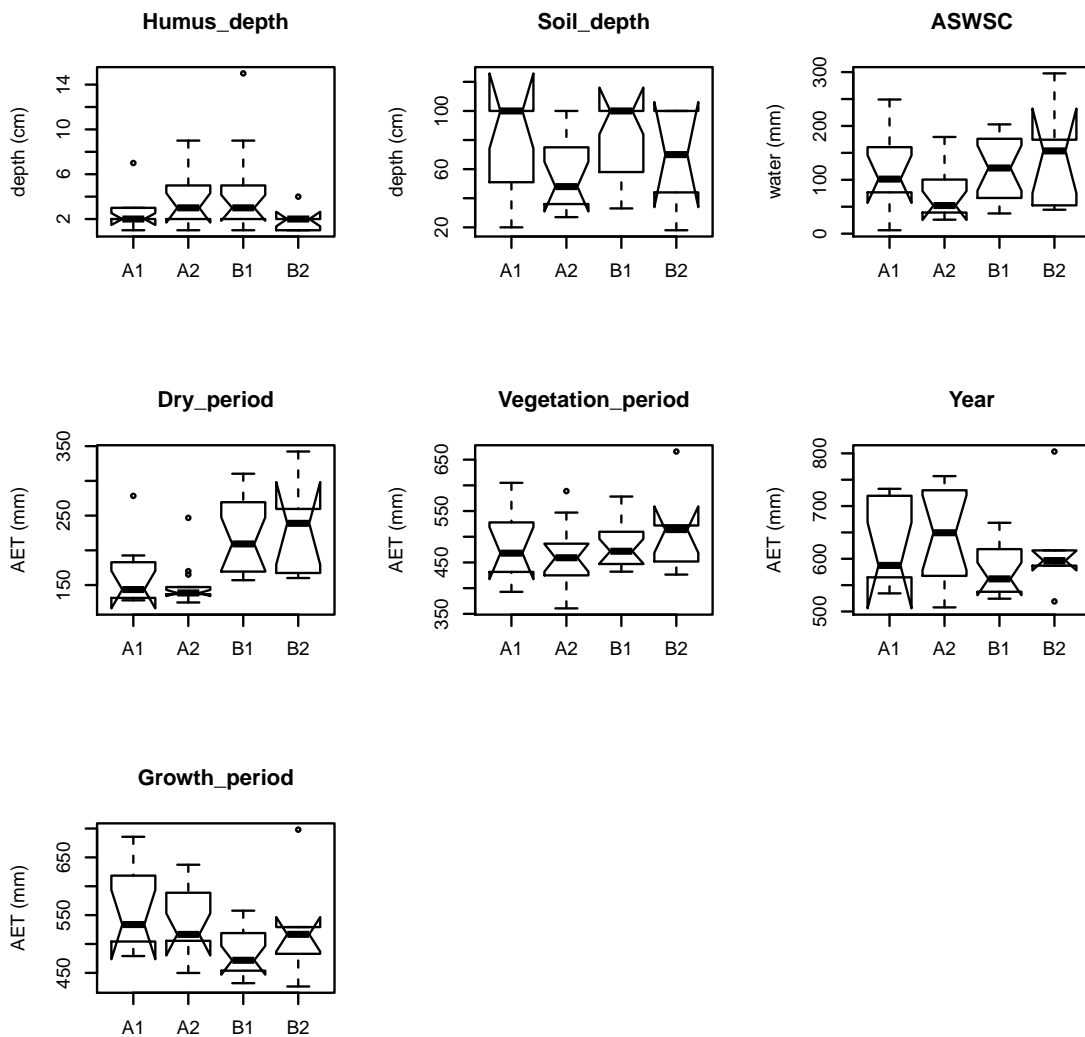 Humus_depth
depth (cm)
14
10
6
2
A1 A2 B1 B2
Soil_depth
depth (cm)
100
60
20
A1 A2 B1 B2
ASWSC
water (mm)
300
200
100
0
A1 A2 B1 B2
Dry_period
AET (mm)
350
250
150
A1 A2 B1 B2
Vegetation_period
AET (mm)
650
550
450
350
A1 A2 B1 B2
Year
AET (mm)
800
700
600
500
A1 A2 B1 B2
Growth_period
AET (mm)
650
550
450
A1 A2 B1 B2